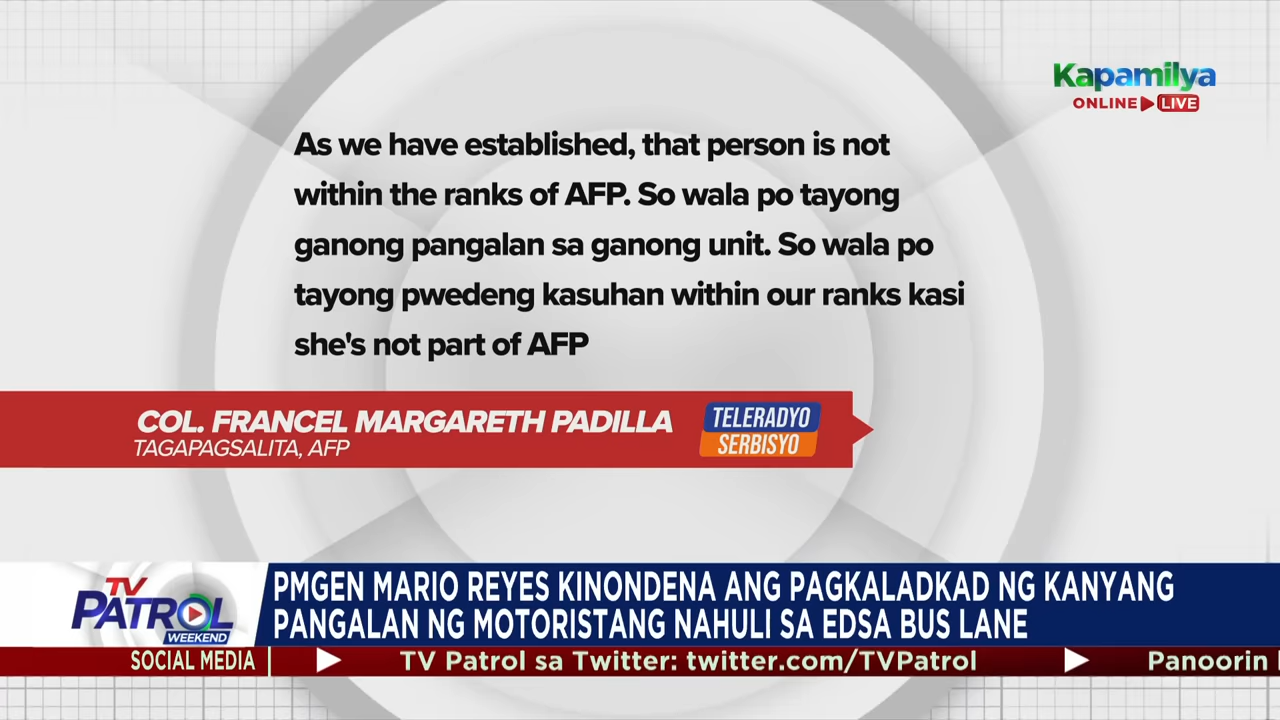 Kapamilya
ONLINE LIVE
As we have established, that person is not
within the ranks of AFP. So wala po tayong
ganong pangalan sa ganong unit. So wala po
tayong pwedeng kasuhan within our ranks kasi
she's not part of AFP
COL. FRANCEL MARGARETH PADILLA
TAGAPAGSALITA, AFP
TELERADYO
SERBISYO
TV
PATROL
WEEKEND
PMGEN MARIO REYES KINONDENA ANG PAGKALADKAD NG KANYANG
PANGALAN NG MOTORISTANG NAHULI SA EDSA BUS LANE
SOCIAL MEDIA TV Patrol sa Twitter: twitter.com/TVPatrol Panoorin